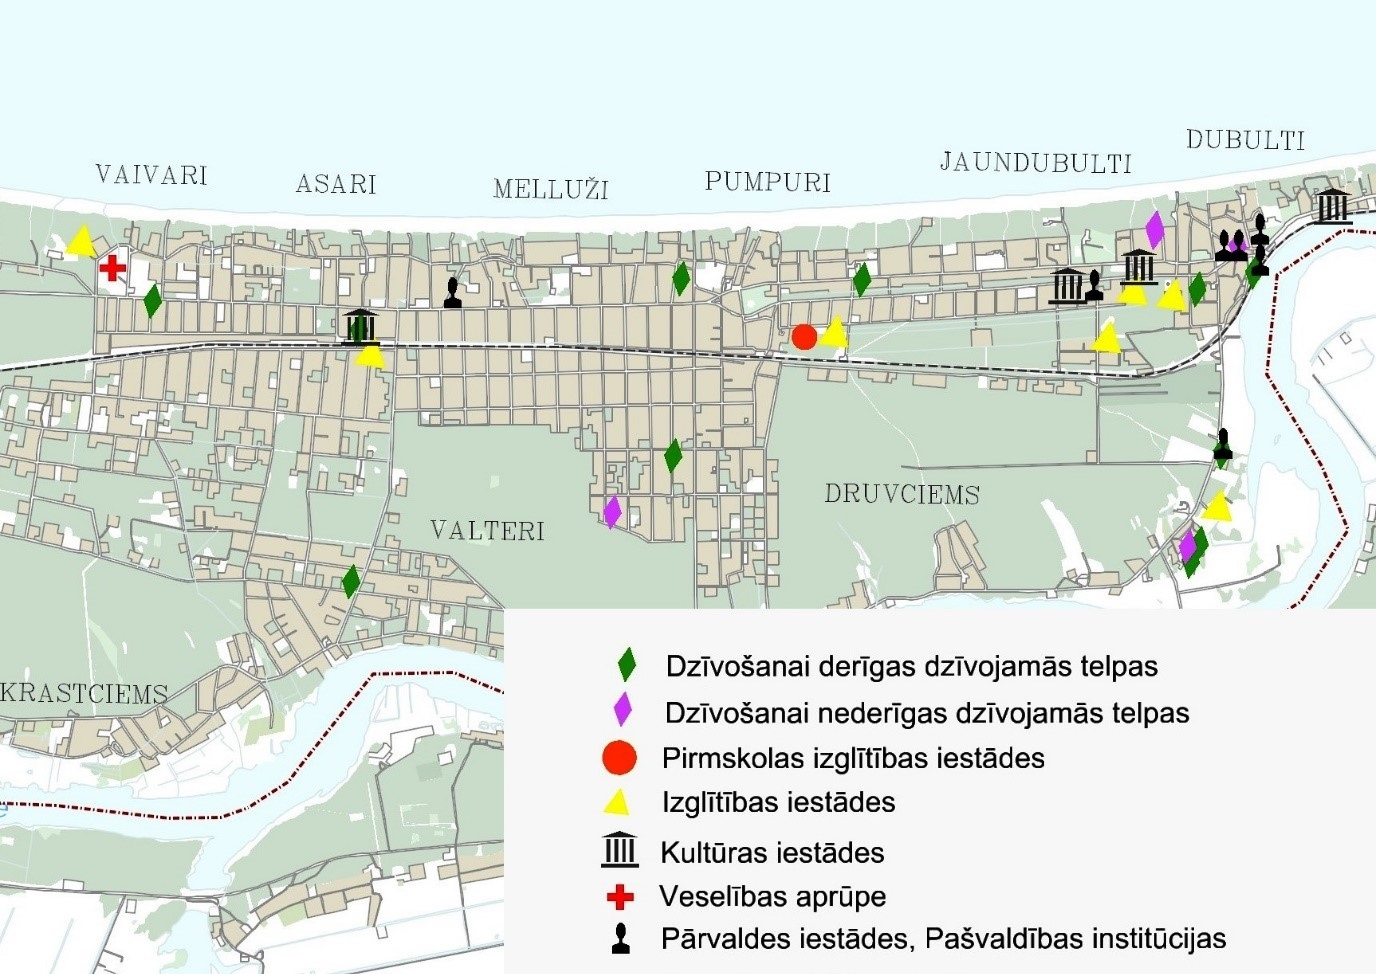 DUBULTI
JAUNDUBULTI
VAIVARI
ASARI
MELLUŽI
PUMPURI
DRUVCIEMS
VALTERI
KRASTCIEMS
Dzīvošanai derīgas dzīvojamās telpas
Dzīvošanai nederīgas dzīvojamās telpas
Pirmskolas izglītības iestādes
Izglītības iestādes
Kultūras iestādes
Veselības aprūpe
Pārvaldes iestādes, Pašvaldības institūcijas